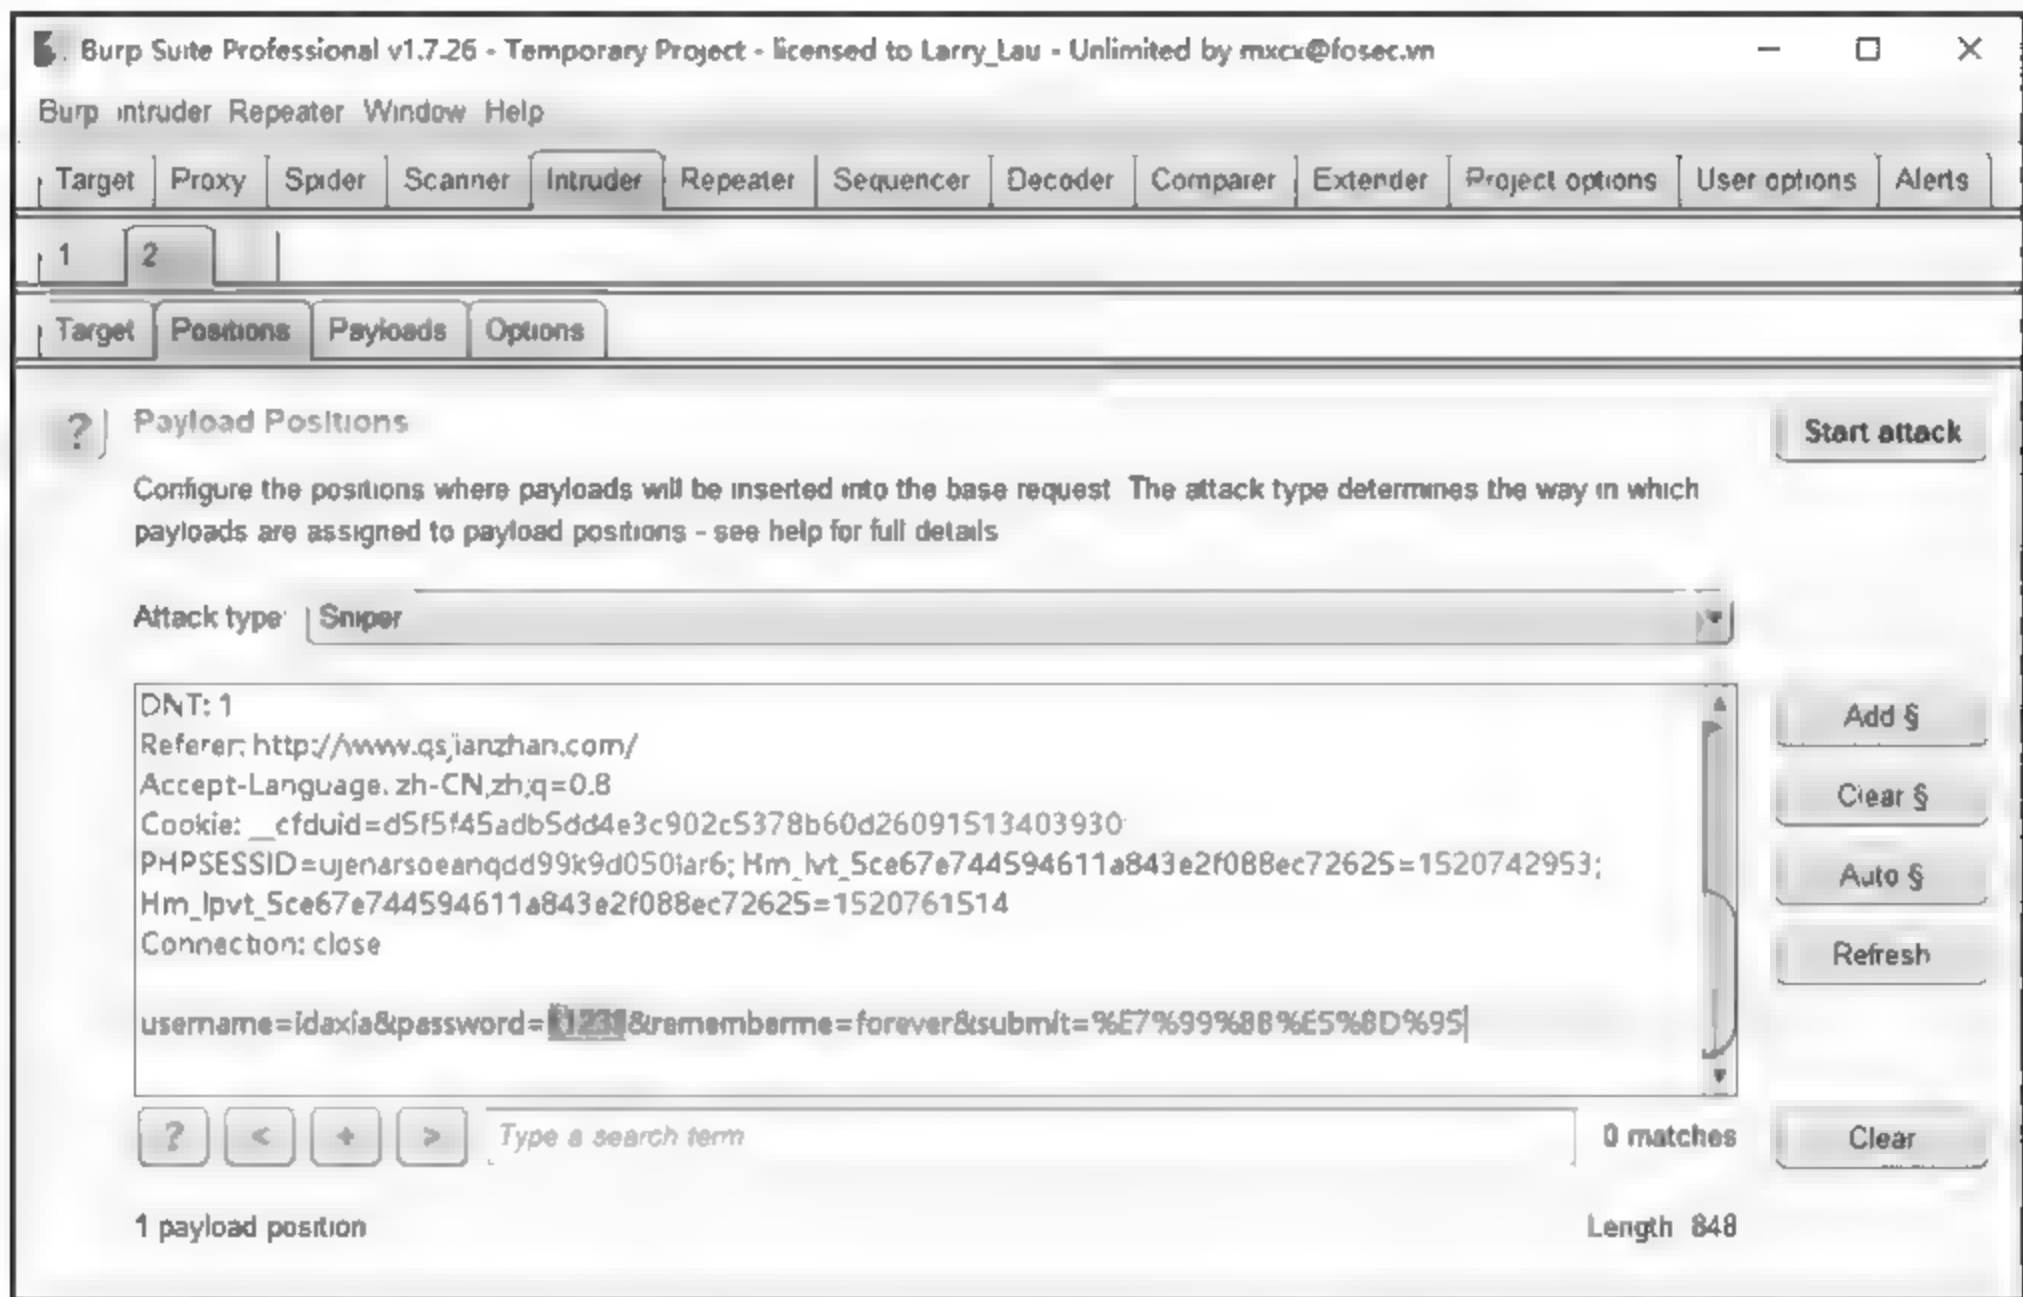 Burp Suite Professional v1.7.26 - Temporary Project - licensed to Larry_Lau - Unlimited by mxcx@fosec.vn
Burp Intruder Repeater Window Help
Target Proxy Spider Scanner Intruder Repeater Sequencer Decoder Comparer Extender Project options User options Alerts
1 2
Target Positions Payloads Options
? Payload Positions
Start attack
Configure the positions where payloads will be inserted into the base request The attack type determines the way in which
payloads are assigned to payload positions - see help for full details
Attack type Sniper
DNT: 1
Add §
Referer: http://www.qsjianzhan.com/
Accept-Language. zh-CN,zh;q=0.8
Clear §
Cookie: __cfduid=d5f5f45adb5dd4e3c902c5378b60d26091513403930
PHPSESSID=ujenarsoeanqdd99k9d050iar6; Hm_lvt_5ce67e744594611a843e2f088ec72625=1520742953;
Auto §
Hm_lpvt_5ce67e744594611a843e2f088ec72625=1520761514
Connection: close
Refresh
username=idaxia&password=§123§&rememberme=forever&submit=%E7%99%BB%E5%BD%95
? < + > Type a search term 0 matches Clear
1 payload position Length 848